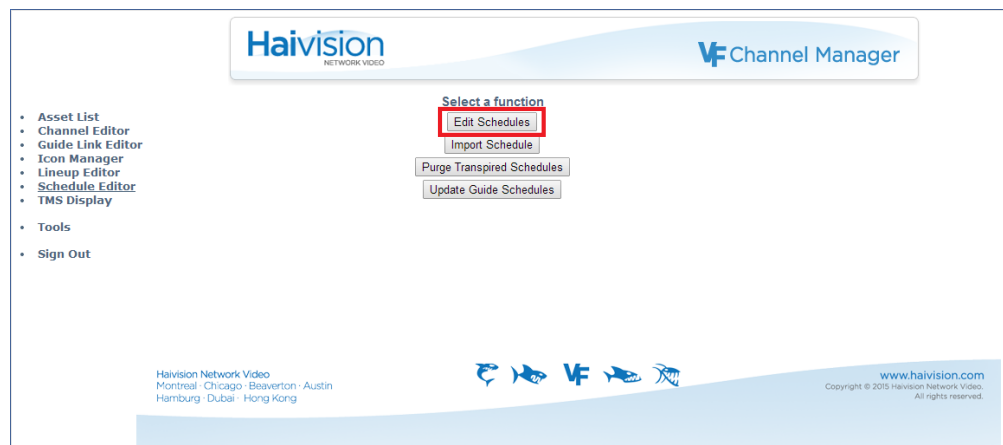 Haivision
NETWORK VIDEO
VF Channel Manager
Select a function
Edit Schedules
Import Schedule
Purge Transpired Schedules
Update Guide Schedules
• Asset List
• Channel Editor
• Guide Link Editor
• Icon Manager
• Lineup Editor
• Schedule Editor
• TMS Display
• Tools
• Sign Out
Haivision Network Video
Montreal · Chicago · Beaverton · Austin
Hamburg · Dubai · Hong Kong
VF
www.haivision.com
Copyright © 2015 Haivision Network Video.
All rights reserved.